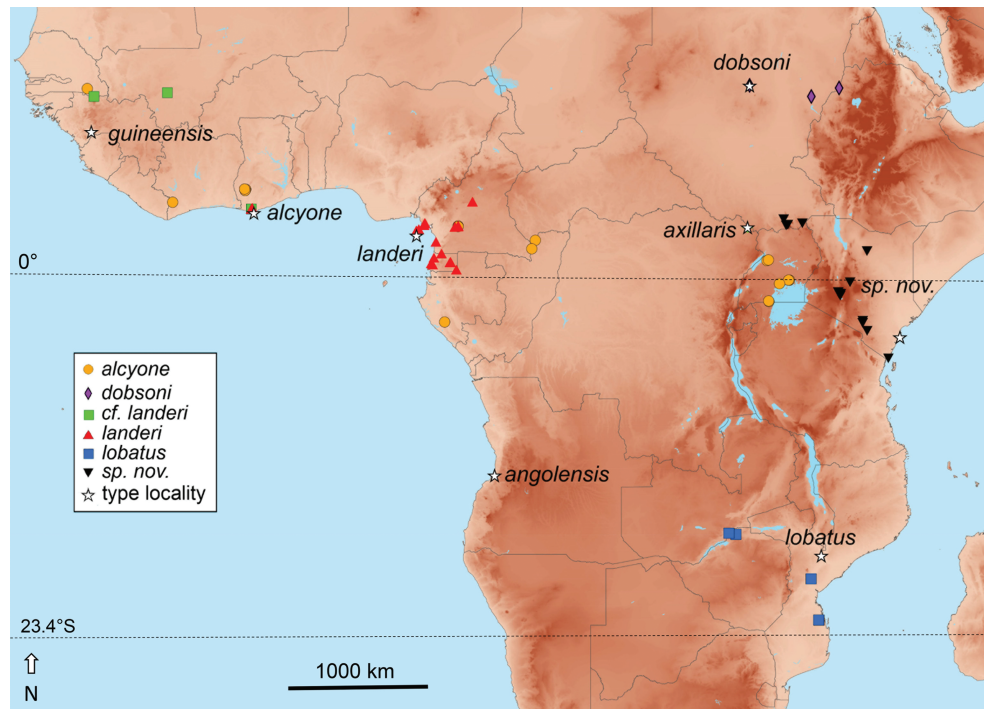 dobsoni
guineensis
alcyone
landeri
axillaris
0°
sp. nov.
alcyone
dobsoni
cf. landeri
landeri
lobatus
sp. nov.
type locality
angolensis
lobatus
23.4°S
N
1000 km